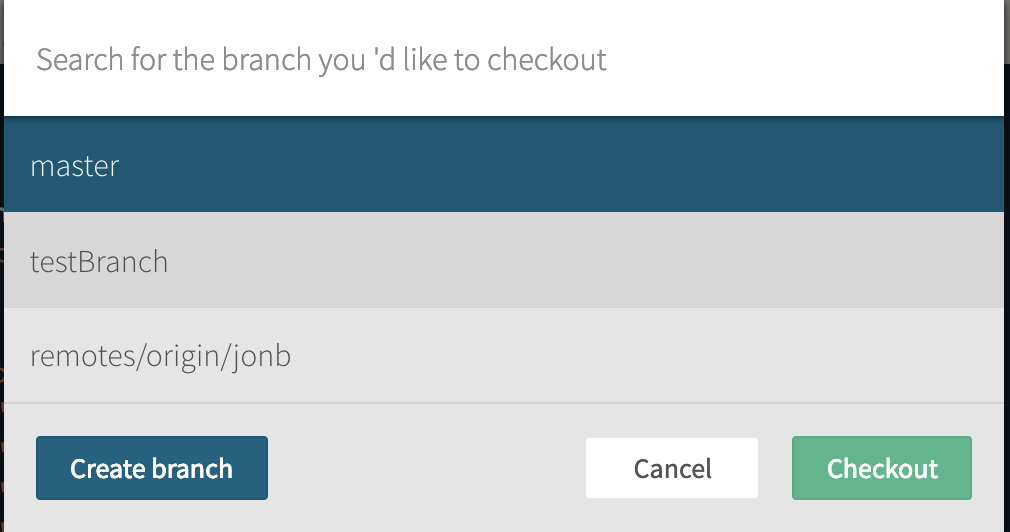 Search for the branch you 'd like to checkout
master
testBranch
remotes/origin/jonb
Create branch Cancel Checkout